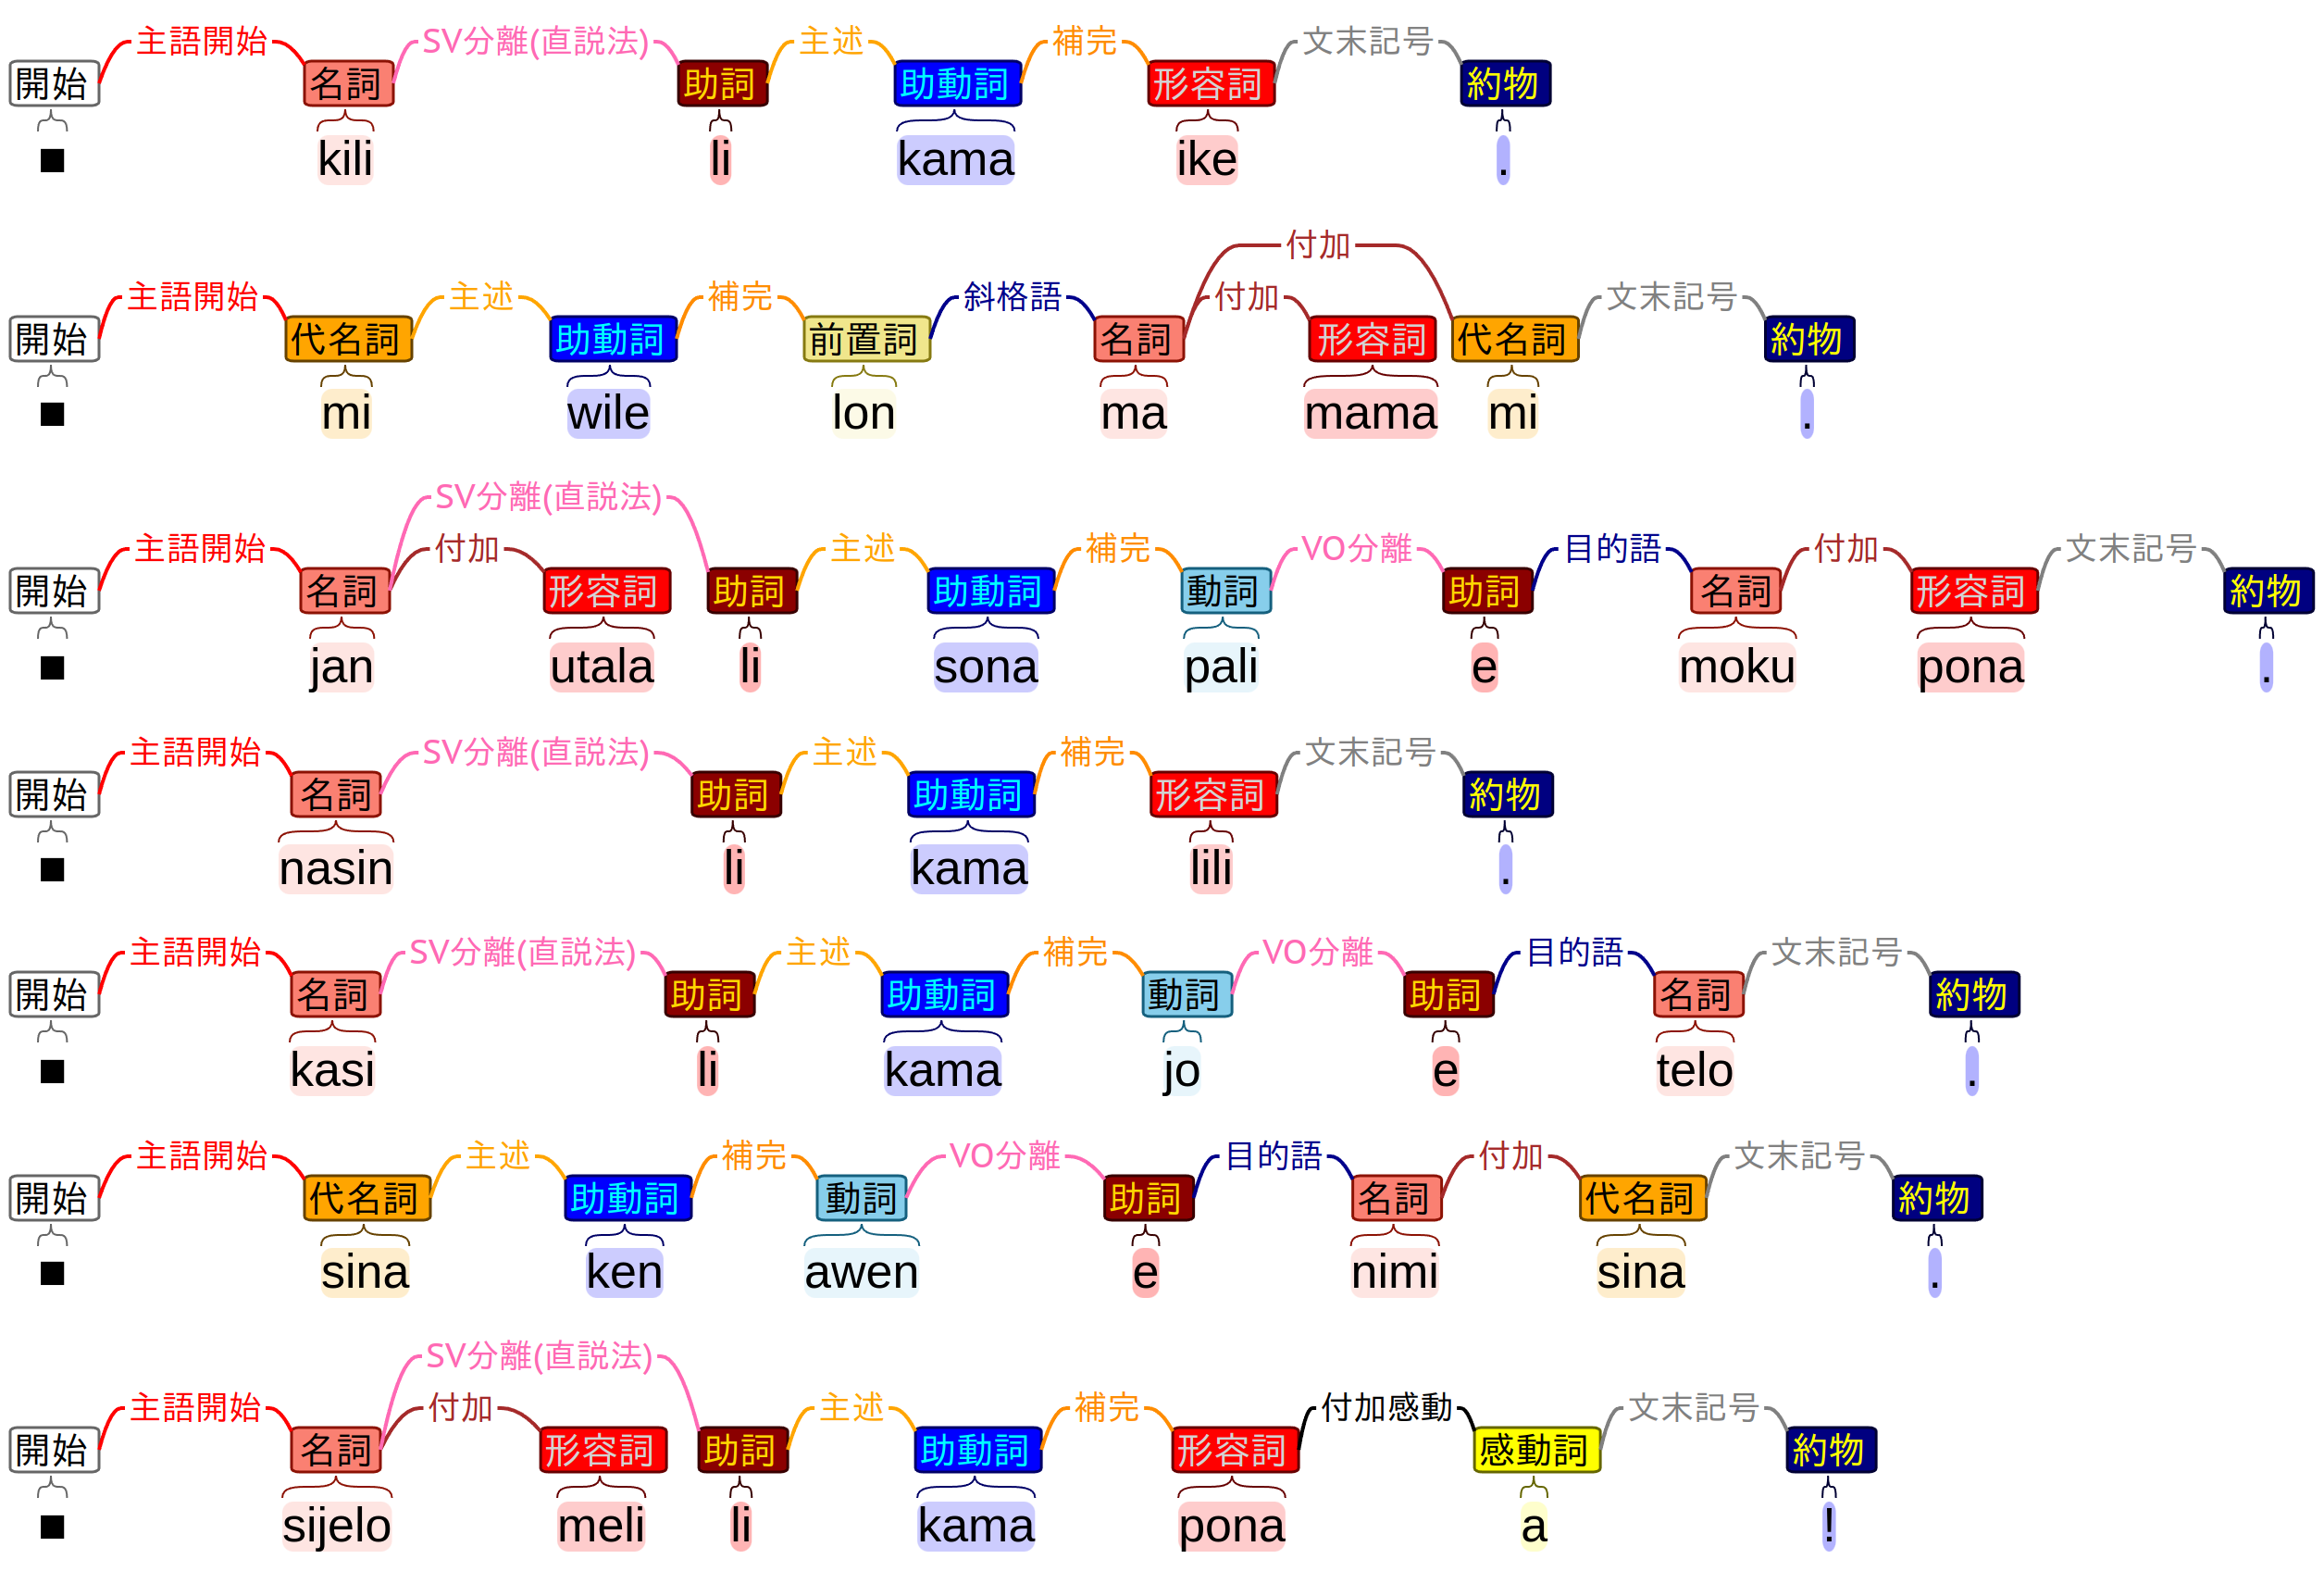 主語開始 SV分離(直説法) 主述 補完 文末記号
開始 名詞 助詞 助動詞 形容詞 約物
■ kili li kama ike .
付加
主語開始 主述 補完 斜格語 付加 文末記号
開始 代名詞 助動詞 前置詞 名詞 形容詞 代名詞 約物
■ mi wile lon ma mama mi .
SV分離(直説法)
主語開始 付加 主述 補完 VO分離 目的語 付加 文末記号
開始 名詞 形容詞 助詞 助動詞 動詞 助詞 名詞 形容詞 約物
■ jan utala li sona pali e moku pona .
主語開始 SV分離(直説法) 主述 補完 文末記号
開始 名詞 助詞 助動詞 形容詞 約物
■ nasin li kama lili .
主語開始 SV分離(直説法) 主述 補完 VO分離 目的語 文末記号
開始 名詞 助詞 助動詞 動詞 助詞 名詞 約物
■ kasi li kama jo e telo .
主語開始 主述 補完 VO分離 目的語 付加 文末記号
開始 代名詞 助動詞 動詞 助詞 名詞 代名詞 約物
■ sina ken awen e nimi sina .
SV分離(直説法)
主語開始 付加 主述 補完 付加感動 文末記号
開始 名詞 形容詞 助詞 助動詞 形容詞 感動詞 約物
■ sijelo meli li kama pona a !